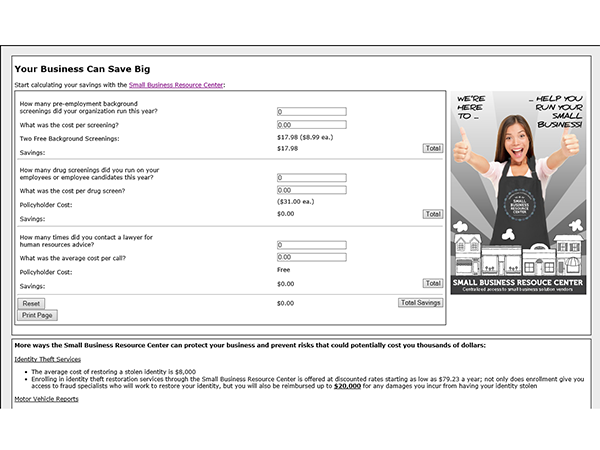 Your Business Can Save Big
Start calculating your savings with the Small Business Resource Center:
How many pre-employment background
screenings did your organization run this year?
0
What was the cost per screening?
0.00
Two Free Background Screenings:
$17.98 ($8.99 ea.)
Savings:
$17.98
Total
How many drug screenings did you run on your
employees or employee candidates this year?
0
What was the cost per drug screen?
0.00
Policyholder Cost:
($31.00 ea.)
Savings:
$0.00
Total
How many times did you contact a lawyer for
human resources advice?
0
What was the average cost per call?
0.00
Policyholder Cost:
Free
Savings:
$0.00
Total
Reset
$0.00
Total Savings
Print Page
WE'RE
HERE
TO ...
... HELP YOU
RUN YOUR
SMALL
BUSINESS!
SMALL
BUSINESS
RESOURCE
CENTER
SMALL BUSINESS RESOUCE CENTER
Centralized access to small business solution vendors
More ways the Small Business Resource Center can protect your business and prevent risks that could potentially cost you thousands of dollars:
Identity Theft Services
• The average cost of restoring a stolen identity is $8,000
• Enrolling in identity theft restoration services through the Small Business Resource Center is offered at discounted rates starting as low as $79.23 a year; not only does enrollment give you
access to fraud specialists who will work to restore your identity, but you will also be reimbursed up to $20,000 for any damages you incur from having your identity stolen
Motor Vehicle Reports